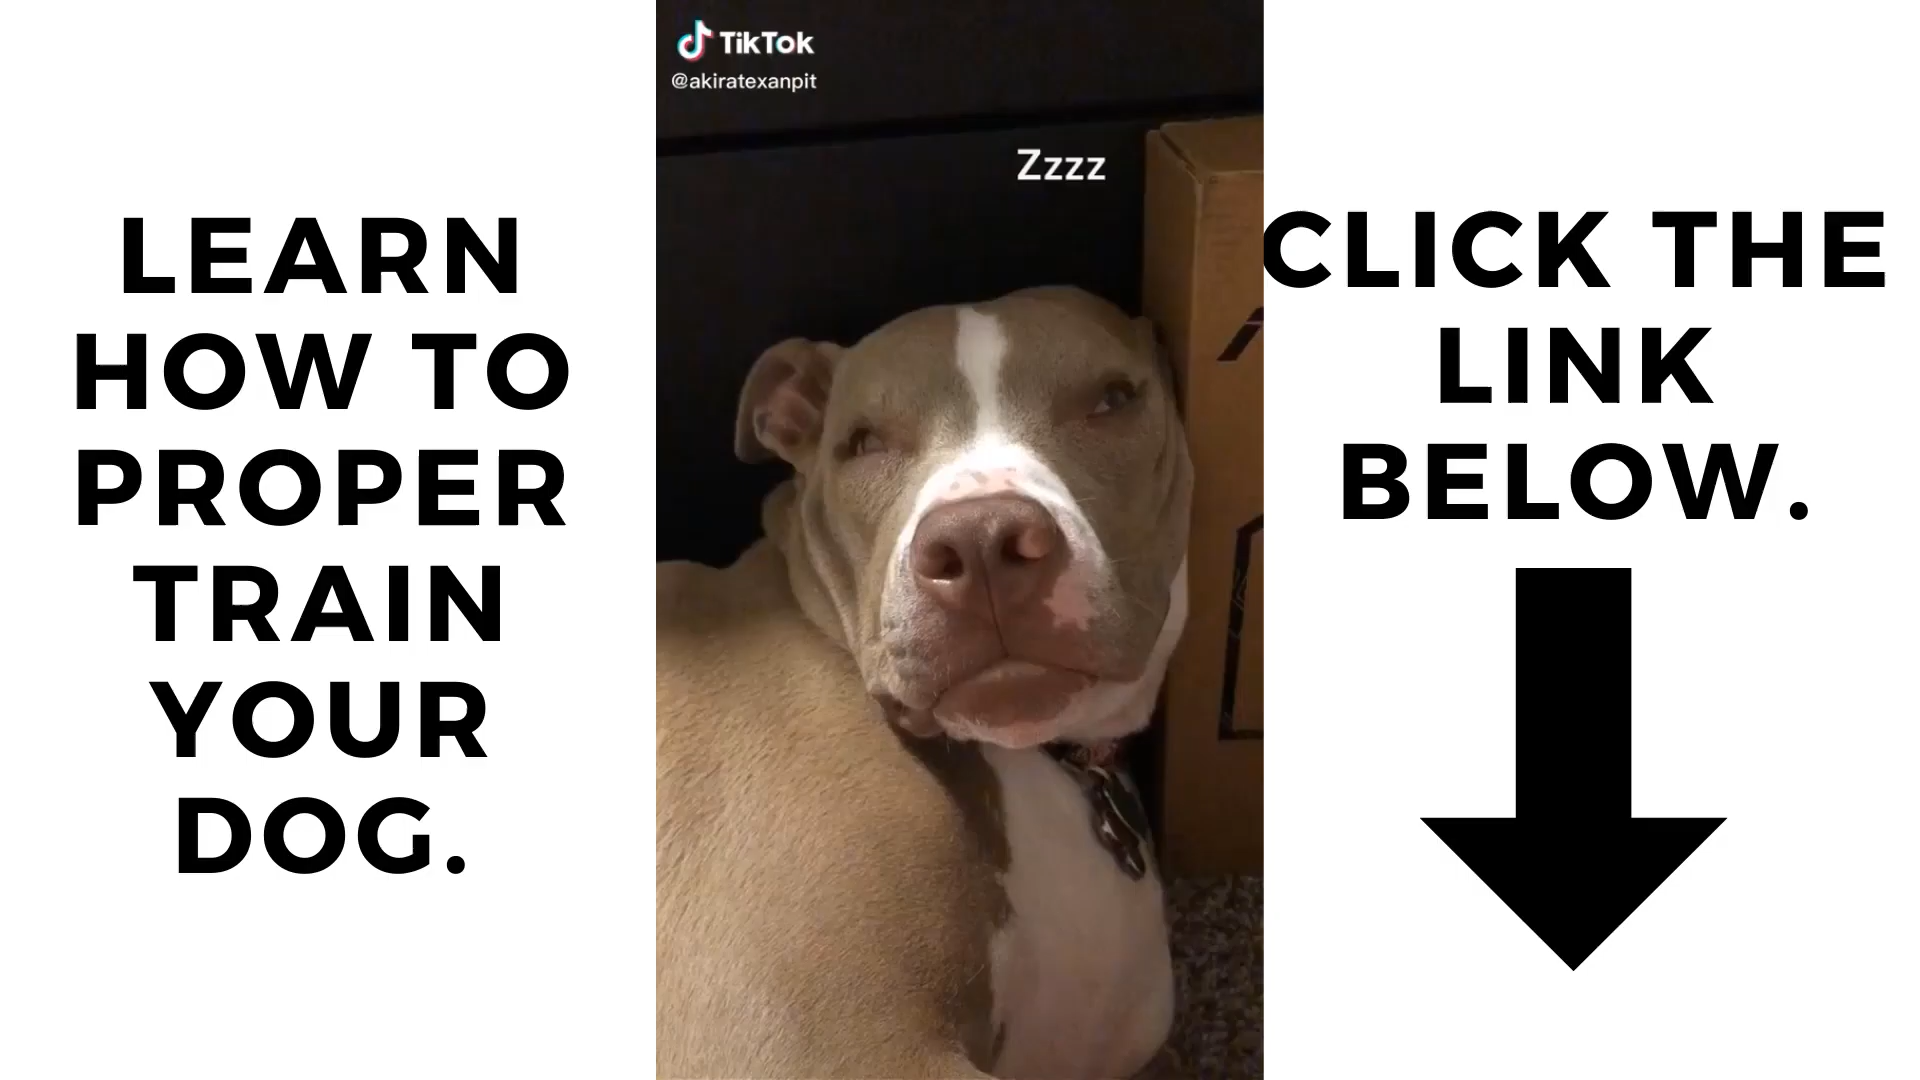 LEARN
HOW TO
PROPER
TRAIN
YOUR
DOG.
TikTok
@akiratexanpit
Zzzz
CLICK THE
LINK
BELOW.